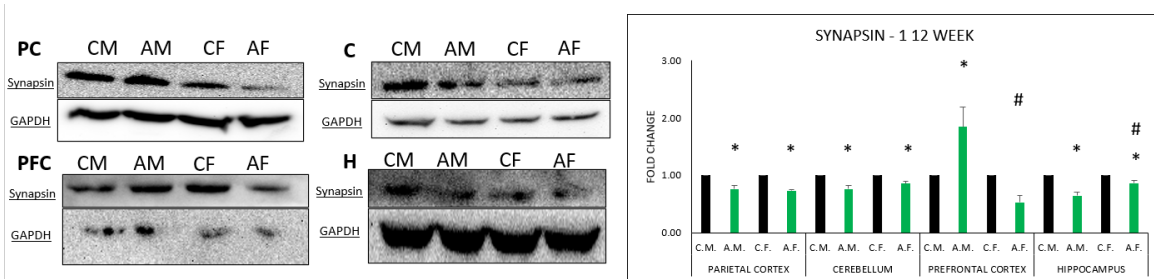 PC CM AM CF AF
Synapsin
GAPDH
C CM AM CF AF
Synapsin
GAPDH
PFC CM AM CF AF
Synapsin
GAPDH
H CM AM CF AF
Synapsin
GAPDH
SYNAPSIN - 1 12 WEEK
FOLD CHANGE
3.00
2.00
1.00
0.00
* * * * * # * # *
C.M. A.M. C.F. A.F. C.M. A.M. C.F. A.F. C.M. A.M. C.F. A.F. C.M. A.M. C.F. A.F.
PARIETAL CORTEX CEREBELLUM PREFRONTAL CORTEX HIPPOCAMPUS